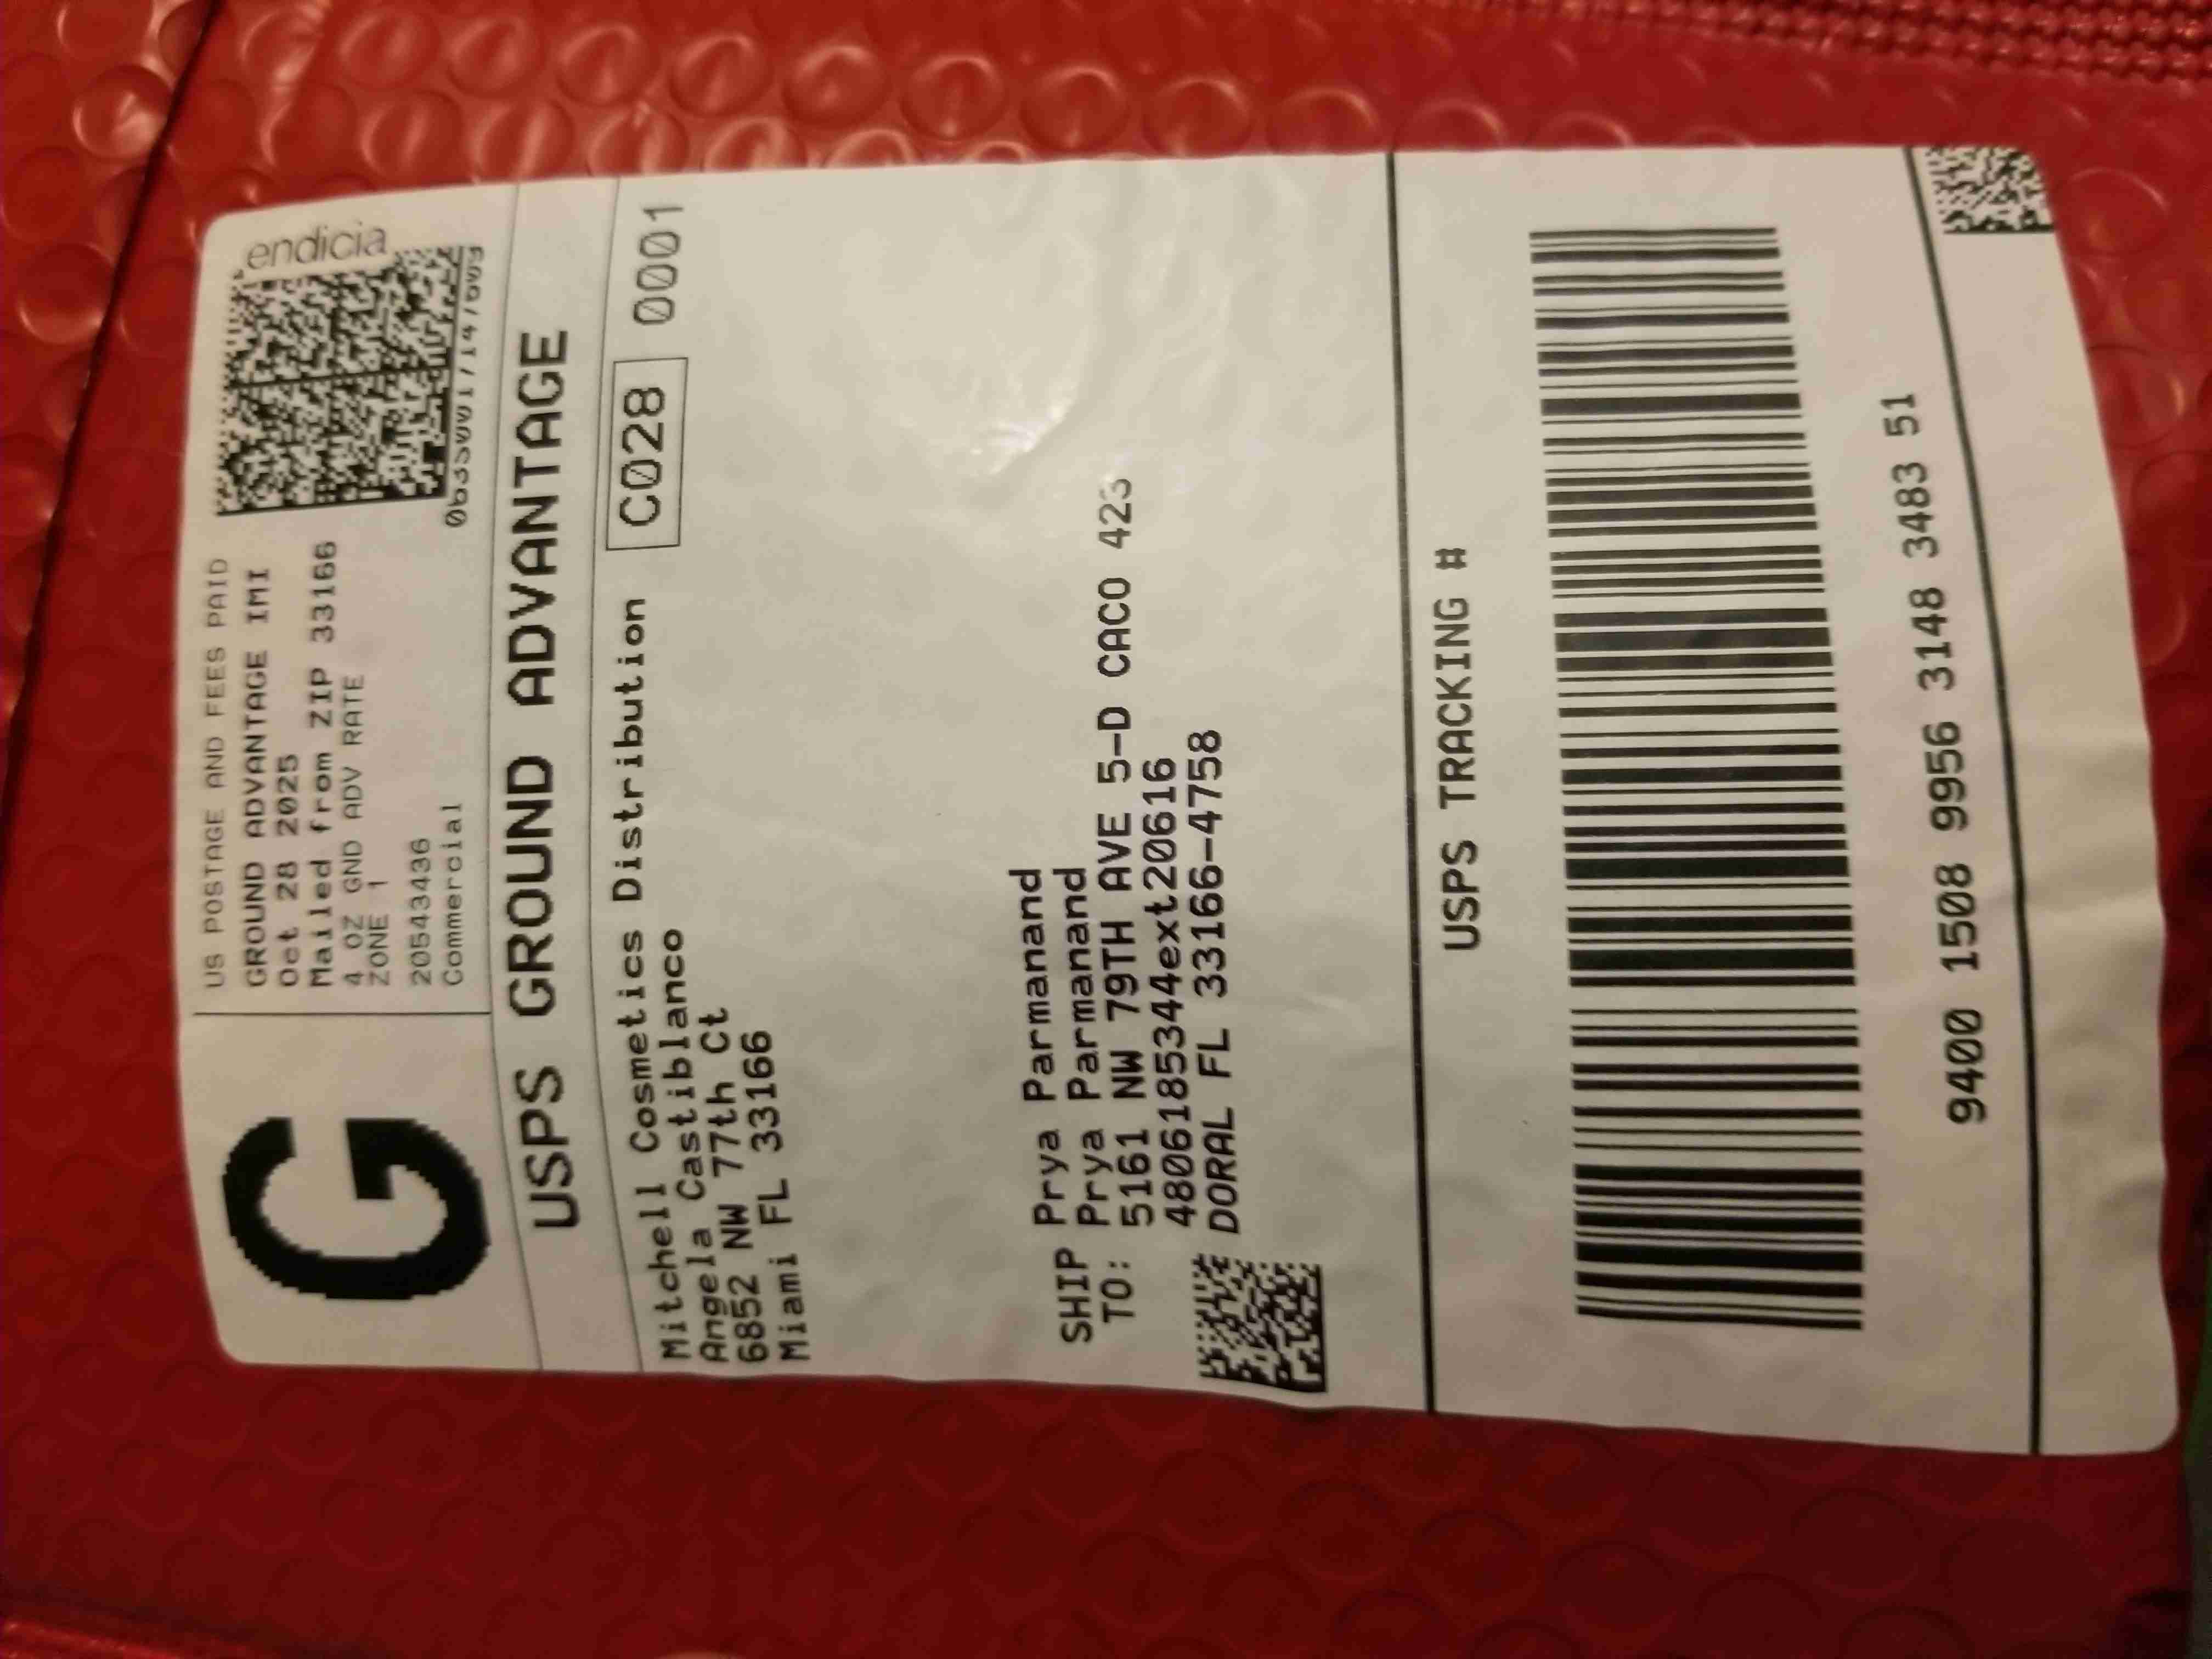 G
US POSTAGE AND FEES PAID
GROUND ADVANTAGE IMI
Oct 28 2025
Mailed from ZIP 33166
4 OZ GND ADV RATE
ZONE 1
20543436
Commercial
endicia
USPS GROUND ADVANTAGE
Mitchell Cosmetics Distribution
Angela Castiblanco
6852 NW 77th Ct
Miami FL 33166
C028 0001
SHIP TO:
Prya Parmanand
Prya Parmanand
5161 NW 79TH AVE 5-D CACO 423
4806185344ext206616
DORAL FL 33166-4758
USPS TRACKING #
9400 1508 9956 3148 3483 51